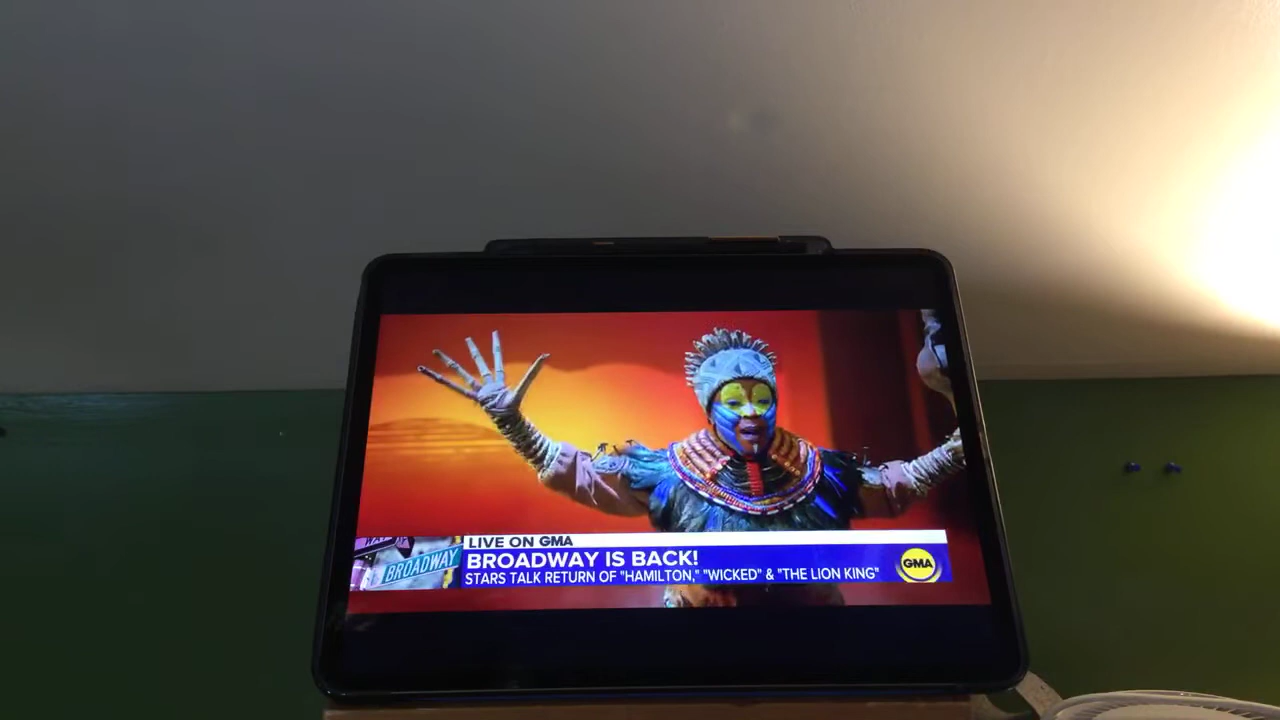 LIVE ON GMA
BROADWAY
BROADWAY IS BACK!
STARS TALK RETURN OF "HAMILTON," "WICKED" & "THE LION KING"
GMA